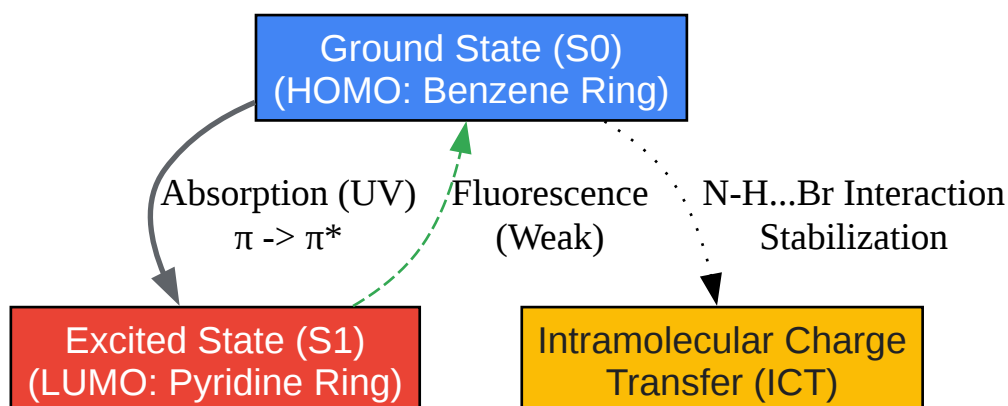 Ground State (S0)
(HOMO: Benzene Ring)
Absorption (UV)
π -> π*
Fluorescence
(Weak)
N-H...Br Interaction
Stabilization
Excited State (S1)
(LUMO: Pyridine Ring)
Intramolecular Charge
Transfer (ICT)